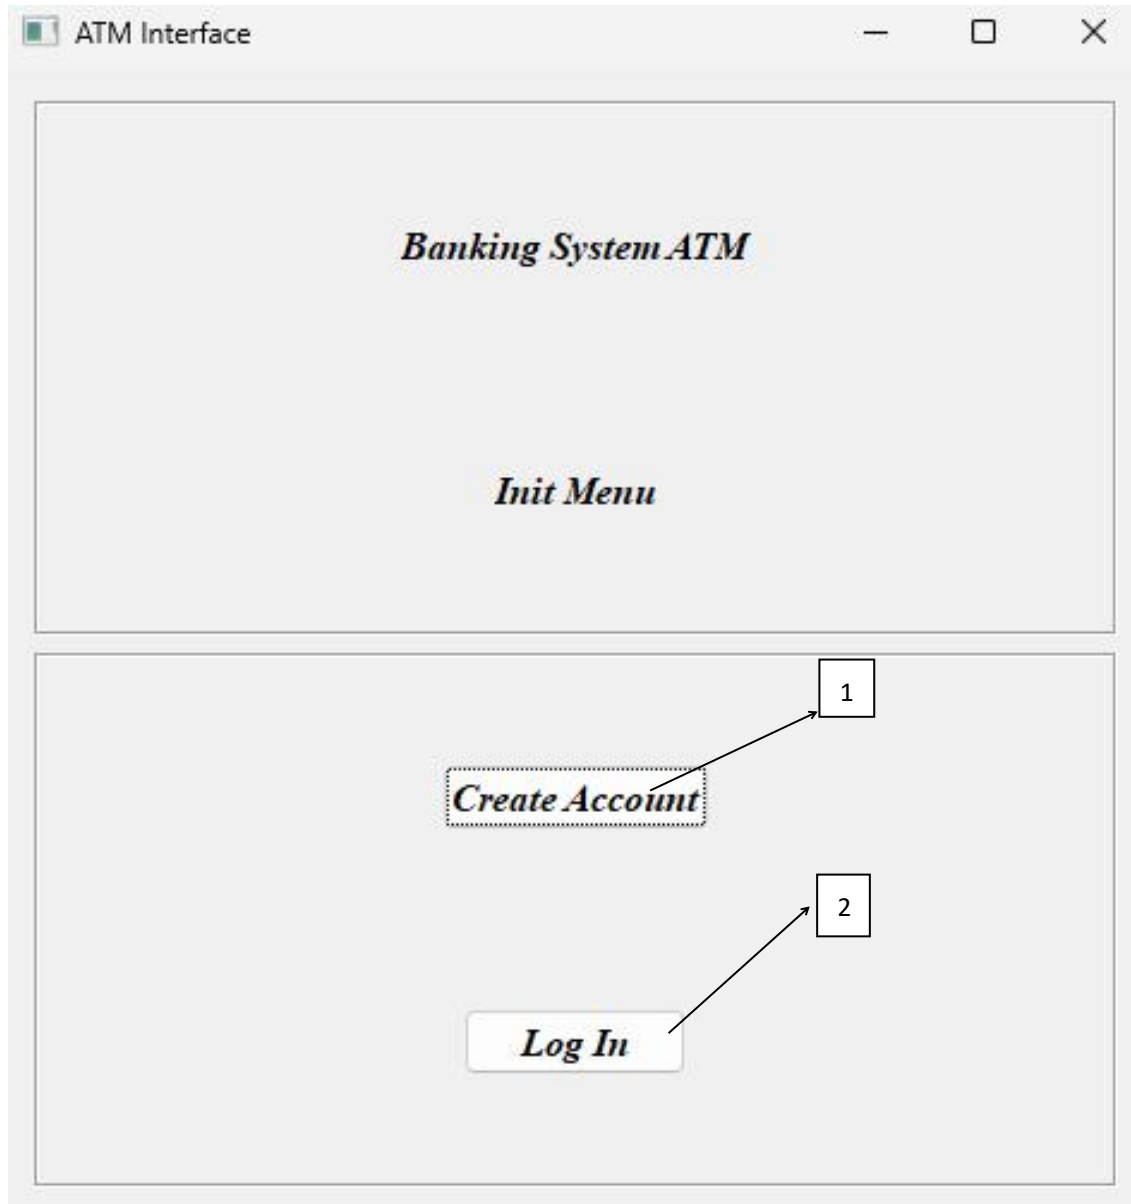 ATM Interface
Banking System ATM
Init Menu
1
Create Account
2
Log In